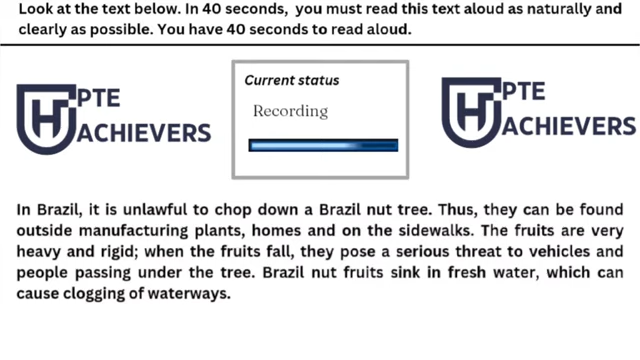 Look at the text below. In 40 seconds, you must read this text aloud as naturally and
clearly as possible. You have 40 seconds to read aloud.
PTE
ACHIEVERS
Current status
Recording
PTE
ACHIEVERS
In Brazil, it is unlawful to chop down a Brazil nut tree. Thus, they can be found
outside manufacturing plants, homes and on the sidewalks. The fruits are very
heavy and rigid; when the fruits fall, they pose a serious threat to vehicles and
people passing under the tree. Brazil nut fruits sink in fresh water, which can
cause clogging of waterways.